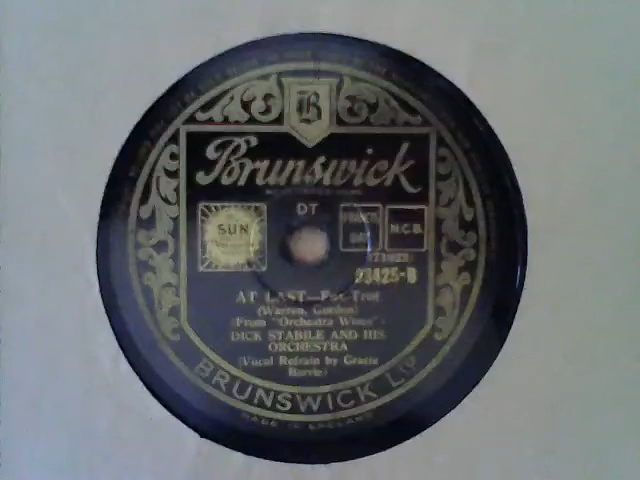 B
Brunswick
DT
SUN
N.C.B.
03425-B
AT LAST—Fox-Trot
(Warren, Gordon)
(From "Orchestra Wives")
DICK STABILE AND HIS
ORCHESTRA
(Vocal Refrain by Gracie
Barrie)
BRUNSWICK LTD
MADE IN ENGLAND